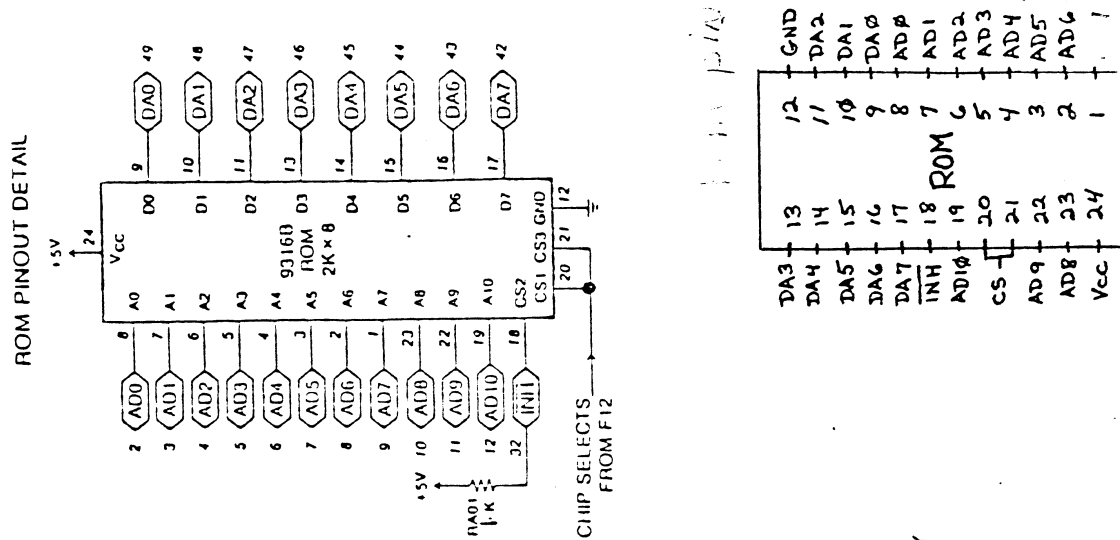 ROM PINOUT DETAIL
+5V
24
VCC
2 AD0 8 A0 D0 9 DA0 49
3 AD1 7 A1 D1 10 DA1 48
4 AD2 6 A2 D2 11 DA2 47
5 AD3 5 A3 D3 13 DA3 46
6 AD4 4 A4 D4 14 DA4 45
7 AD5 3 A5 D5 15 DA5 44
8 AD6 2 A6 D6 16 DA6 43
9 AD7 1 A7 D7 17 DA7 42
10 AD8 23 A8
11 AD9 22 A9
12 AD10 19 A10
32 INH 18 CS2
9316B
ROM
2K × 8
CS1 CS3 GND
20 21 12
+5V
RA01
1K
CHIP SELECTS
FROM F12
DA3 13 12 GND
DA4 14 11 DA2
DA5 15 1Ø DA1
DA6 16 9 DAØ
DA7 17 8 ADØ
INH 18 7 AD1
AD1Ø 19 6 AD2
ROM
CS 20 5 AD3
21 4 AD4
AD9 22 3 AD5
AD8 23 2 AD6
Vcc 24 1